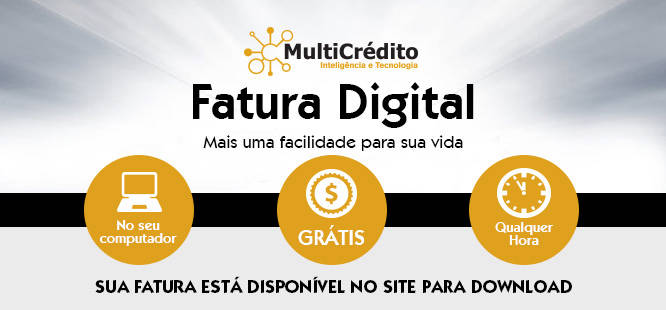 MultiCrédito
Inteligência e Tecnologia
Fatura Digital
Mais uma facilidade para sua vida
No seu
computador
$
GRÁTIS
Qualquer
Hora
SUA FATURA ESTÁ DISPONÍVEL NO SITE PARA DOWNLOAD